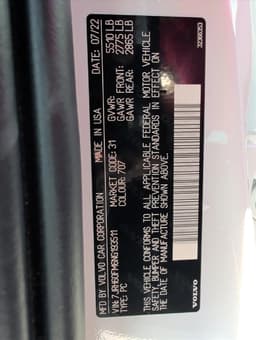 MFD BY: VOLVO CAR CORPORATION MADE IN: USA DATE: 07/22
GVWR: 5510 LB
MARKET CODE: 31 GAWR FRONT: 2775 LB
COLOUR: 707 GAWR REAR: 2865 LB
TYPE: PC
THIS VEHICLE CONFORMS TO ALL APPLICABLE FEDERAL MOTOR VEHICLE
SAFETY, BUMPER AND THEFT PREVENTION STANDARDS IN EFFECT ON
THE DATE OF MANUFACTURE SHOWN ABOVE.
VOLVO